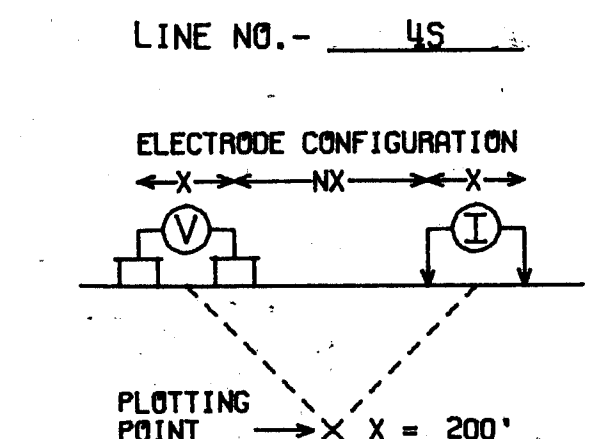 LINE NO.- 4S
ELECTRODE CONFIGURATION
X NX X
V I
PLOTTING
POINT X X = 200'